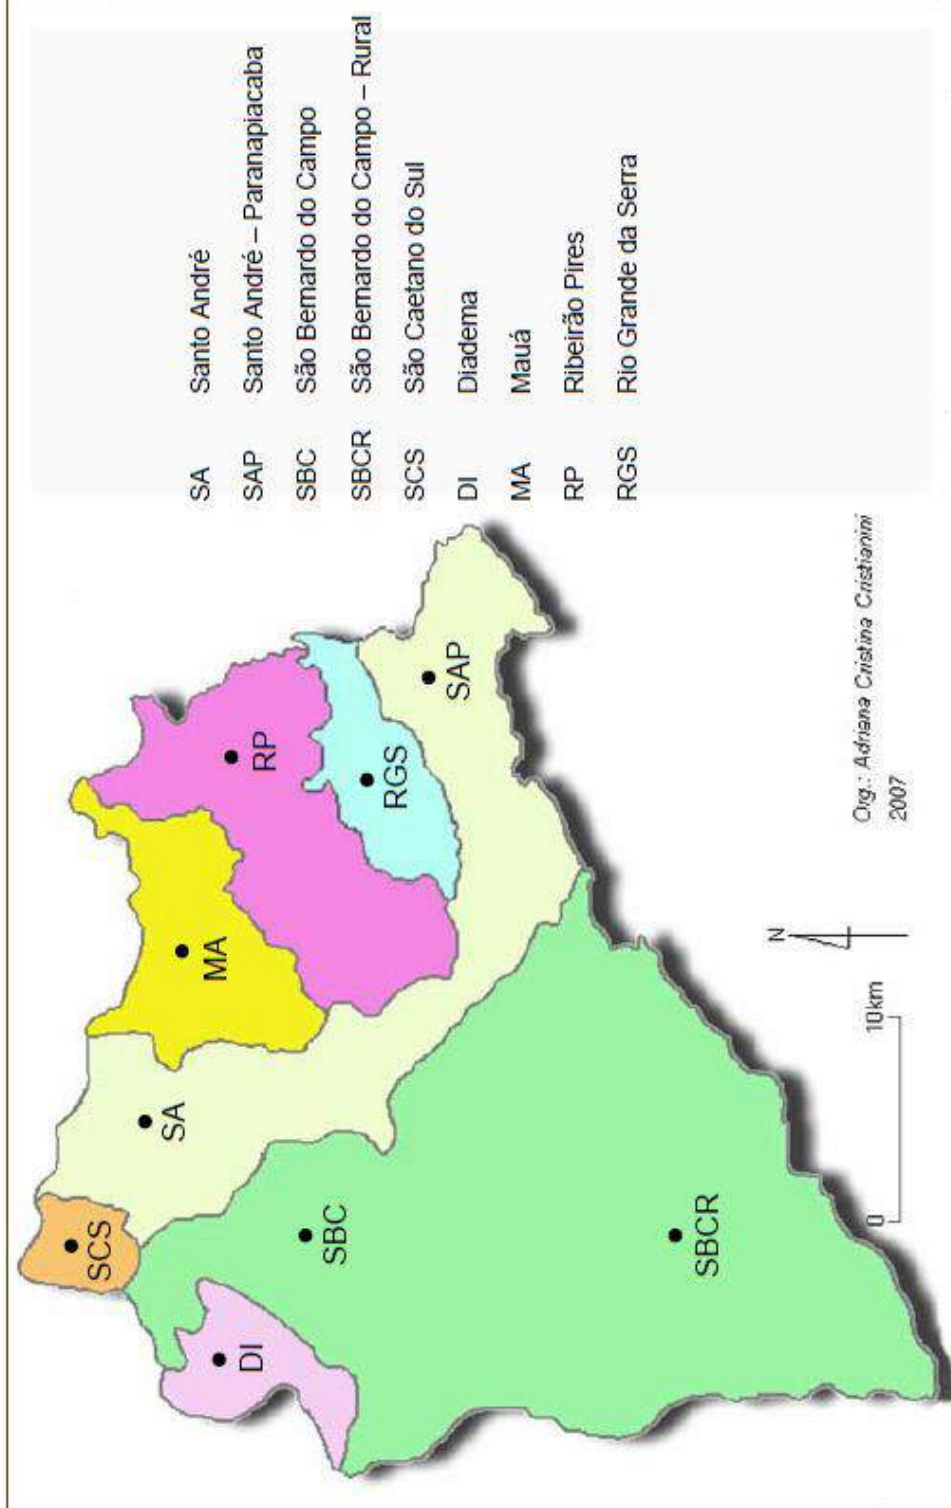 SCS
SA
MA
RP
DI
SBC
RGS
SAP
SBCR
N
0 10km
Org.: Adriana Cristina Cristianini
2007
SA Santo André
SAP Santo André – Paranapiacaba
SBC São Bernardo do Campo
SBCR São Bernardo do Campo – Rural
SCS São Caetano do Sul
DI Diadema
MA Mauá
RP Ribeirão Pires
RGS Rio Grande da Serra